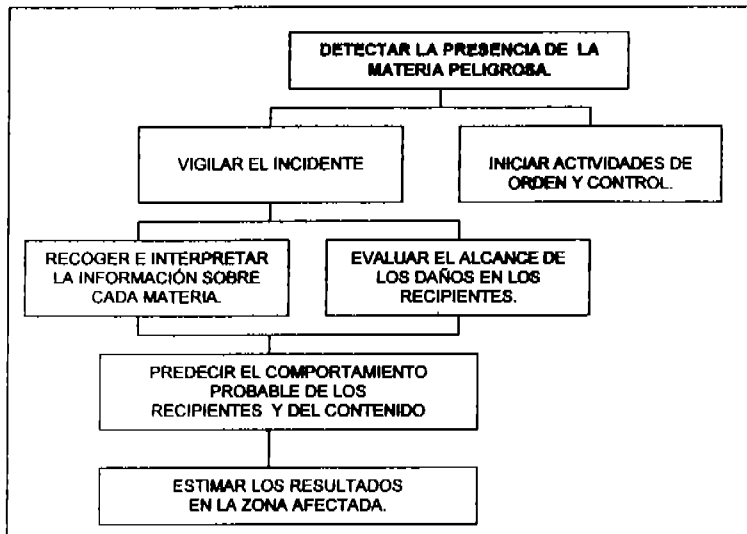 DETECTAR LA PRESENCIA DE LA
MATERIA PELIGROSA.
VIGILAR EL INCIDENTE
INICIAR ACTIVIDADES DE
ORDEN Y CONTROL.
RECOGER E INTERPRETAR
LA INFORMACIÓN SOBRE
CADA MATERIA.
EVALUAR EL ALCANCE DE
LOS DAÑOS EN LOS
RECIPIENTES.
PREDECIR EL COMPORTAMIENTO
PROBABLE DE LOS
RECIPIENTES Y DEL CONTENIDO
ESTIMAR LOS RESULTADOS
EN LA ZONA AFECTADA.